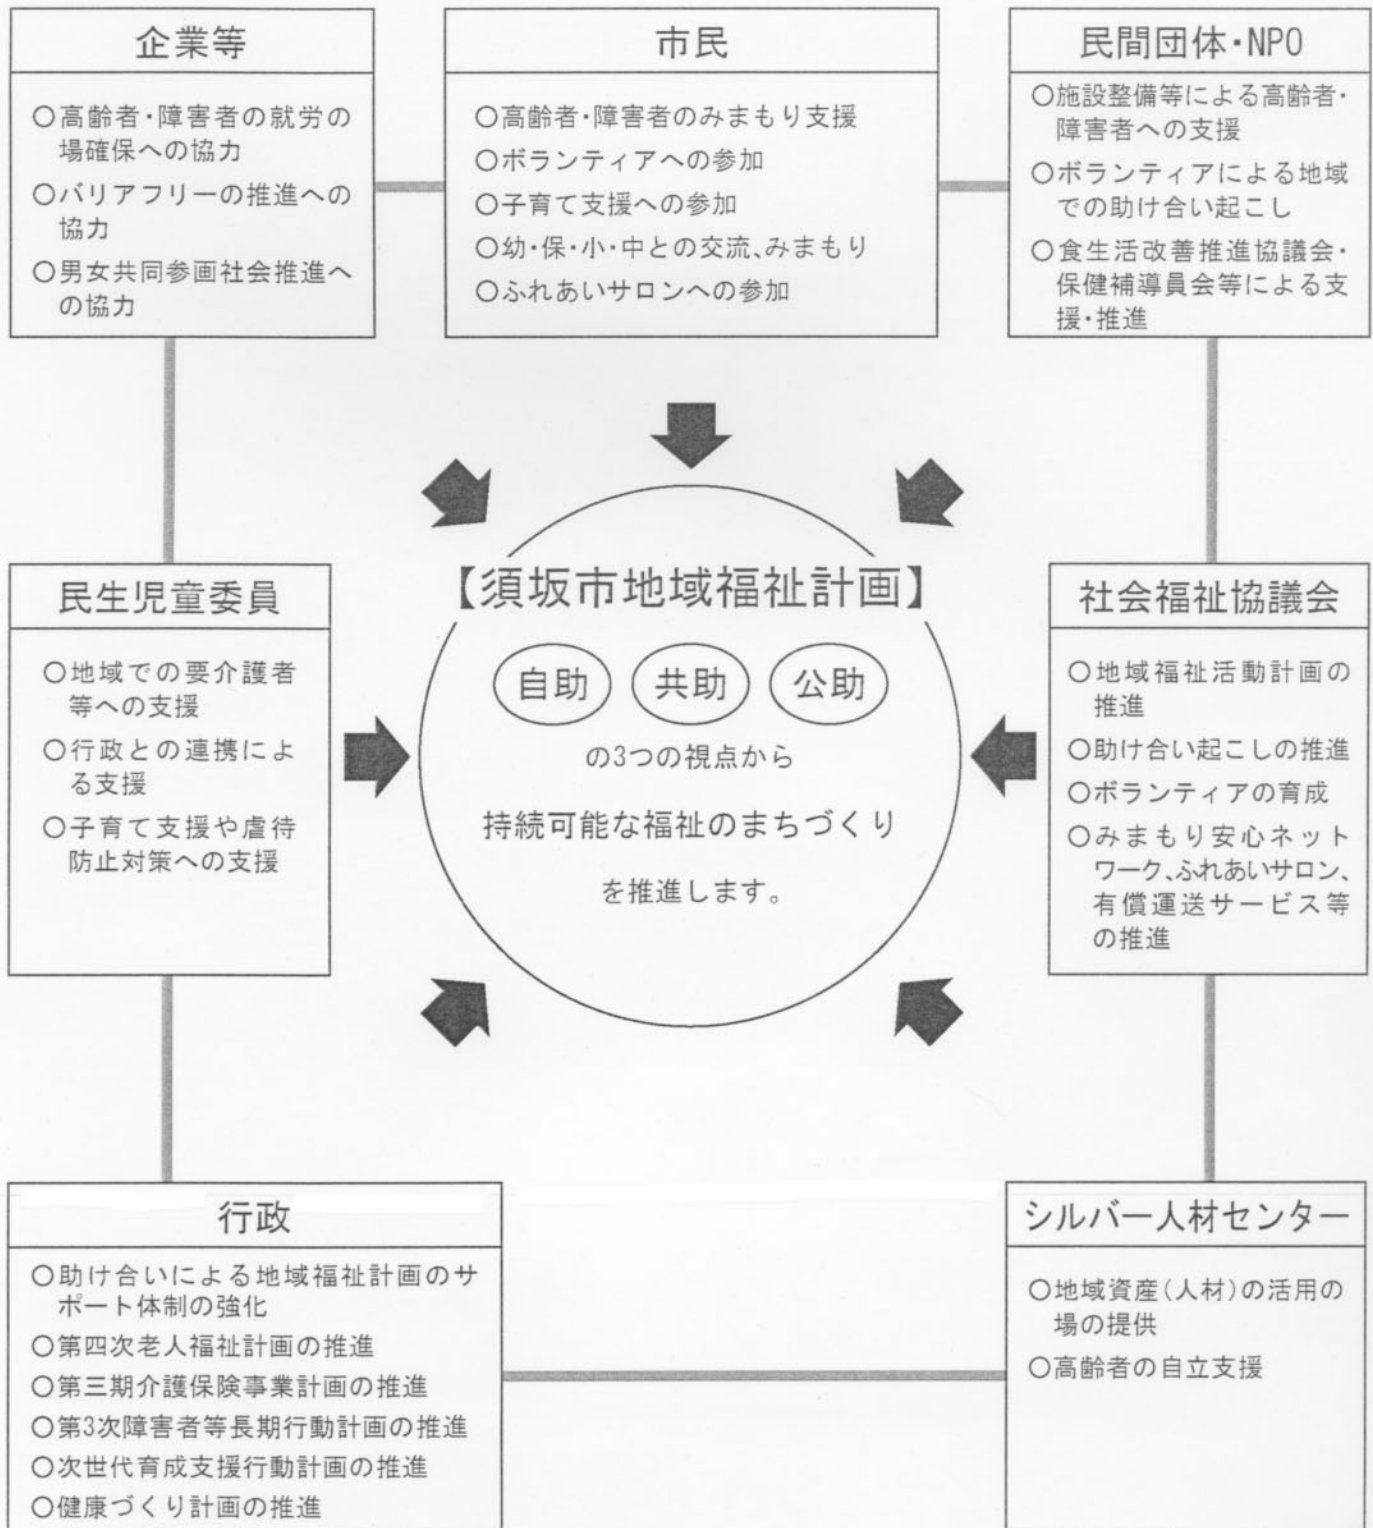 企業等
○高齢者・障害者の就労の
場確保への協力
○バリアフリーの推進への
協力
○男女共同参画社会推進へ
の協力
市民
○高齢者・障害者のみまもり支援
○ボランティアへの参加
○子育て支援への参加
○幼・保・小・中との交流、みまもり
○ふれあいサロンへの参加
民間団体・NPO
○施設整備等による高齢者・
障害者への支援
○ボランティアによる地域
での助け合い起こし
○食生活改善推進協議会・
保健補導員会等による支
援・推進
民生児童委員
○地域での要介護者
等への支援
○行政との連携によ
る支援
○子育て支援や虐待
防止対策への支援
【須坂市地域福祉計画】
自助 共助 公助
の3つの視点から
持続可能な福祉のまちづくり
を推進します。
社会福祉協議会
○地域福祉活動計画の
推進
○助け合い起こしの推進
○ボランティアの育成
○みまもり安心ネット
ワーク、ふれあいサロン、
有償運送サービス等
の推進
行政
○助け合いによる地域福祉計画のサ
ポート体制の強化
○第四次老人福祉計画の推進
○第三期介護保険事業計画の推進
○第3次障害者等長期行動計画の推進
○次世代育成支援行動計画の推進
○健康づくり計画の推進
シルバー人材センター
○地域資産(人材)の活用の
場の提供
○高齢者の自立支援